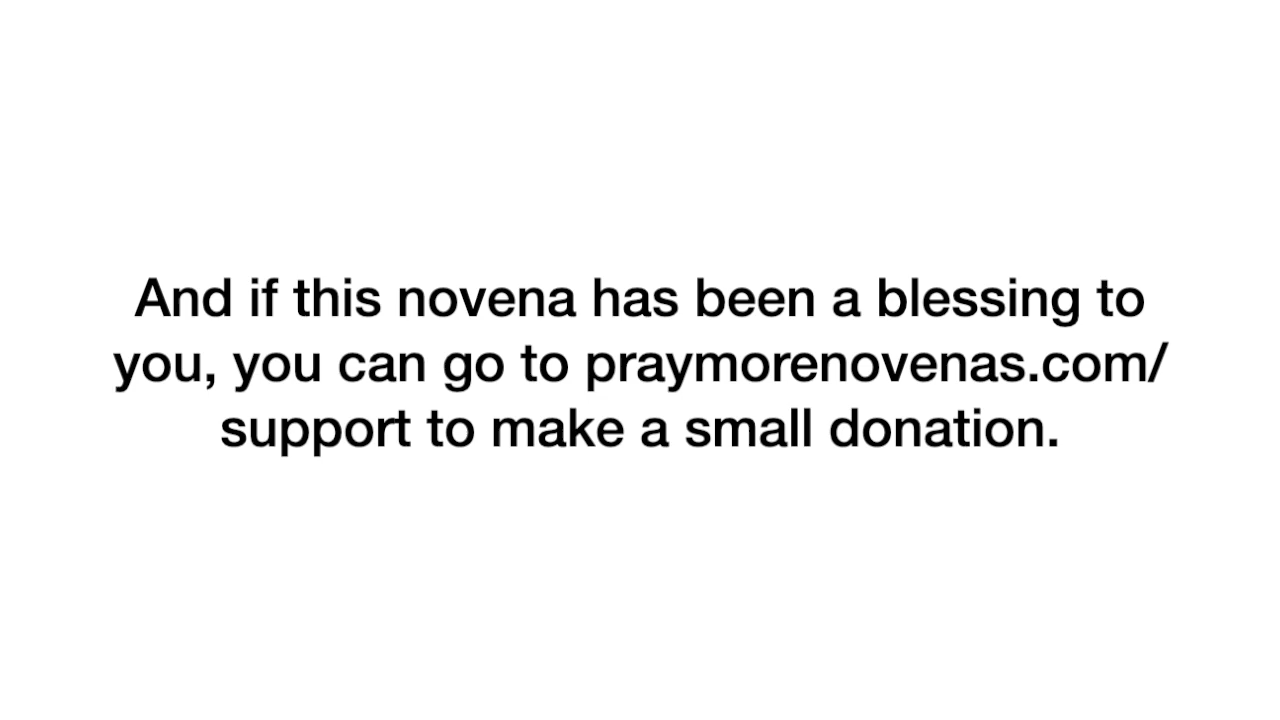 And if this novena has been a blessing to
you, you can go to praymorenovenas.com/
support to make a small donation.